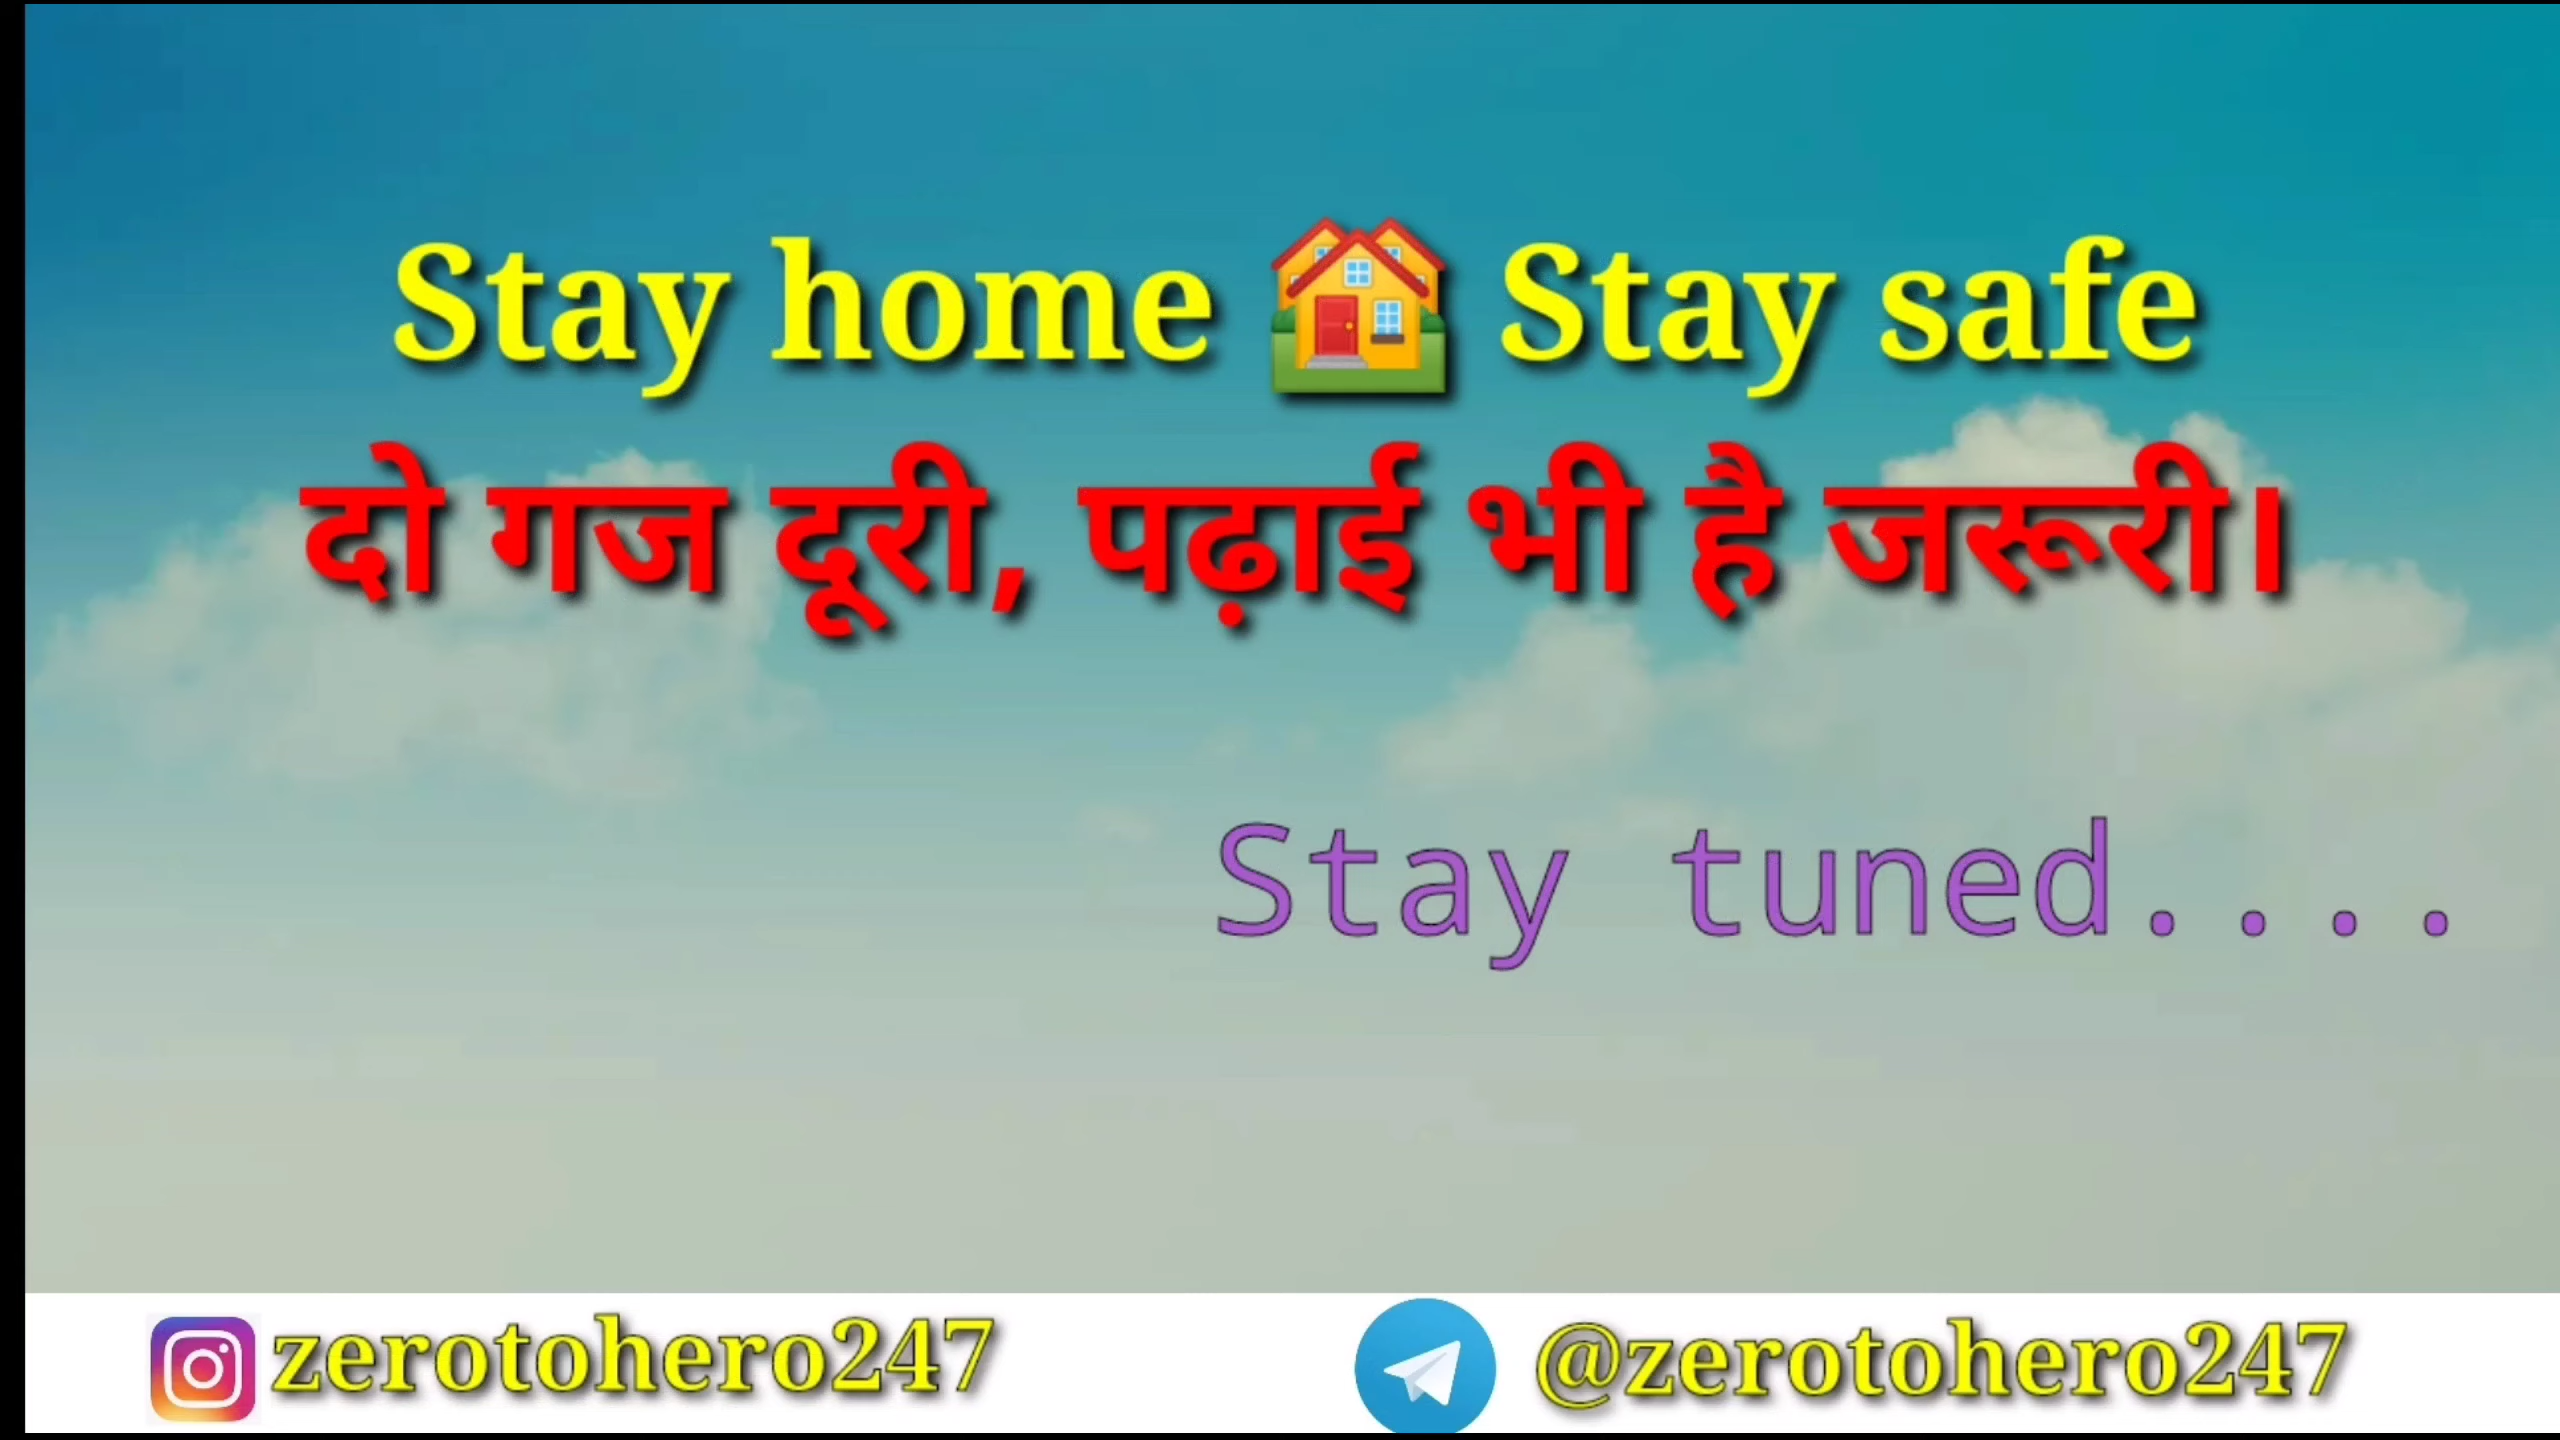 Stay home 🏡 Stay safe
दो गज दूरी, पढ़ाई भी है जरूरी।
Stay tuned....
zerotohero247
@zerotohero247